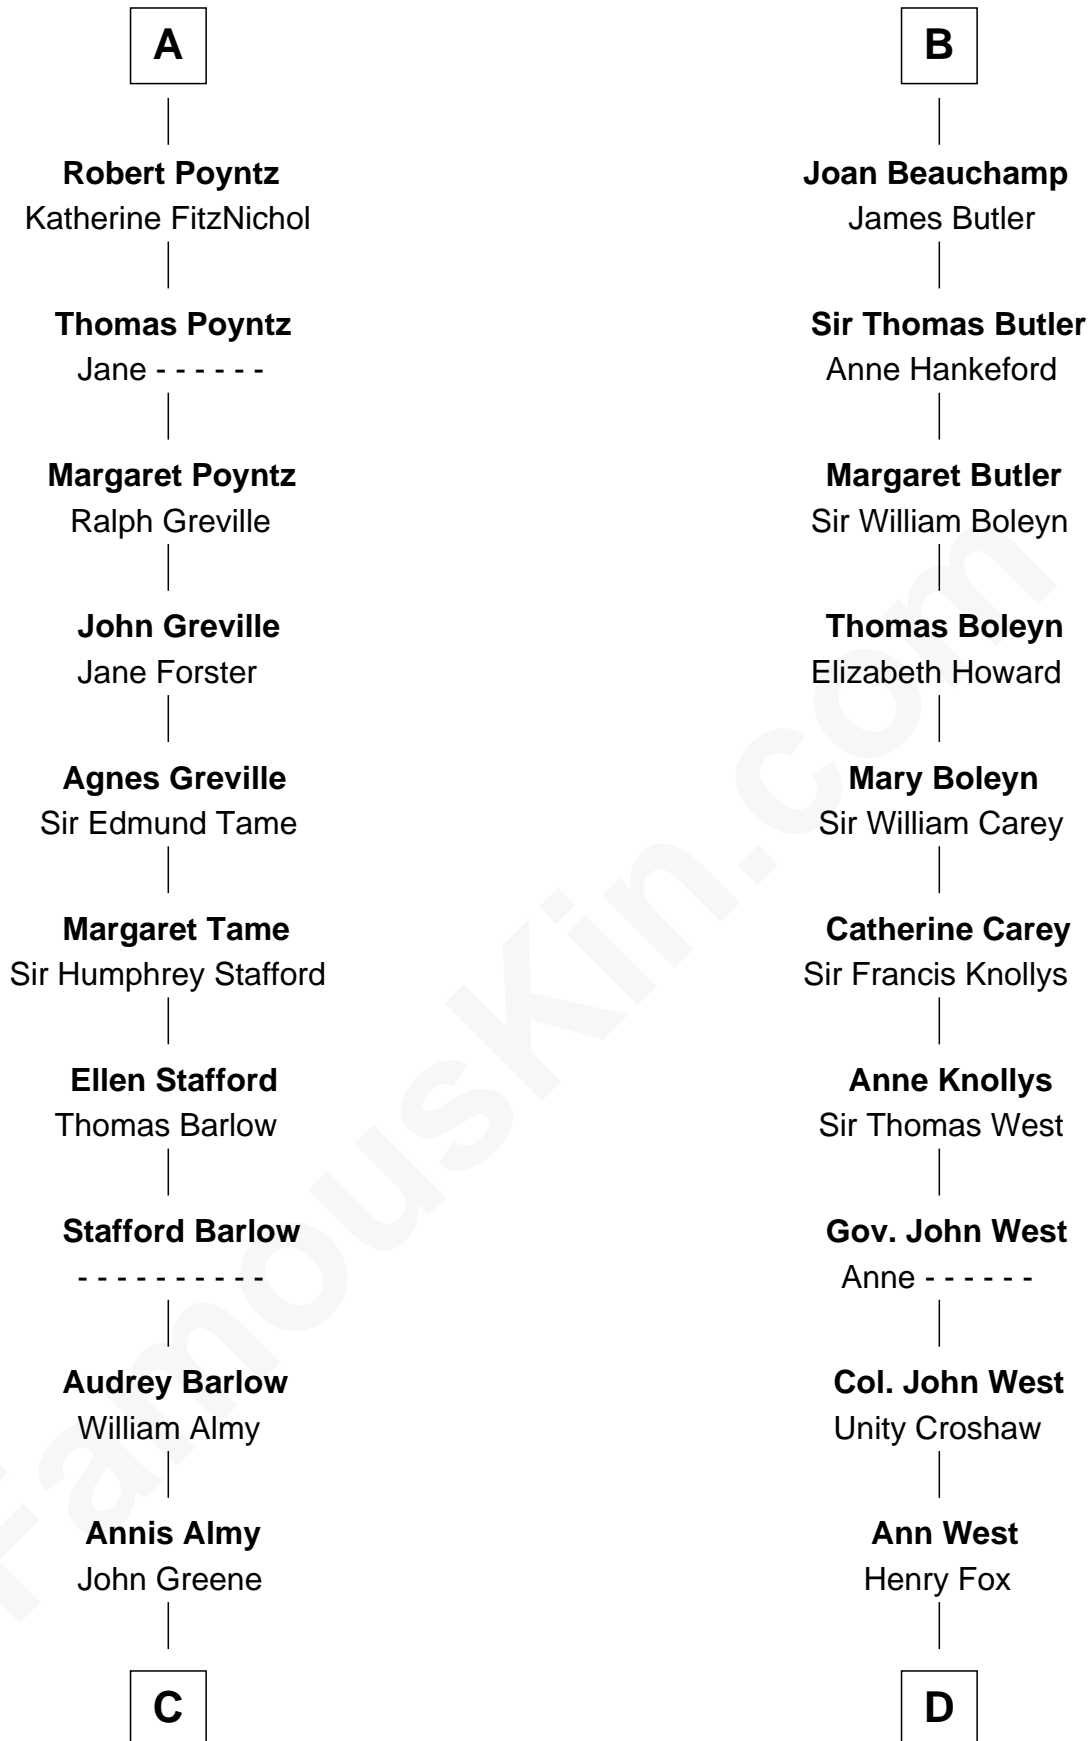 A
Robert Poyntz
Katherine FitzNichol
Thomas Poyntz
Jane - - - - - -
Margaret Poyntz
Ralph Greville
John Greville
Jane Forster
Agnes Greville
Sir Edmund Tame
Margaret Tame
Sir Humphrey Stafford
Ellen Stafford
Thomas Barlow
Stafford Barlow
- - - - - - - - - -
Audrey Barlow
William Almy
Annis Almy
John Greene
C
B
Joan Beauchamp
James Butler
Sir Thomas Butler
Anne Hankeford
Margaret Butler
Sir William Boleyn
Thomas Boleyn
Elizabeth Howard
Mary Boleyn
Sir William Carey
Catherine Carey
Sir Francis Knollys
Anne Knollys
Sir Thomas West
Gov. John West
Anne - - - - - -
Col. John West
Unity Croshaw
Ann West
Henry Fox
D
FamousKin.com